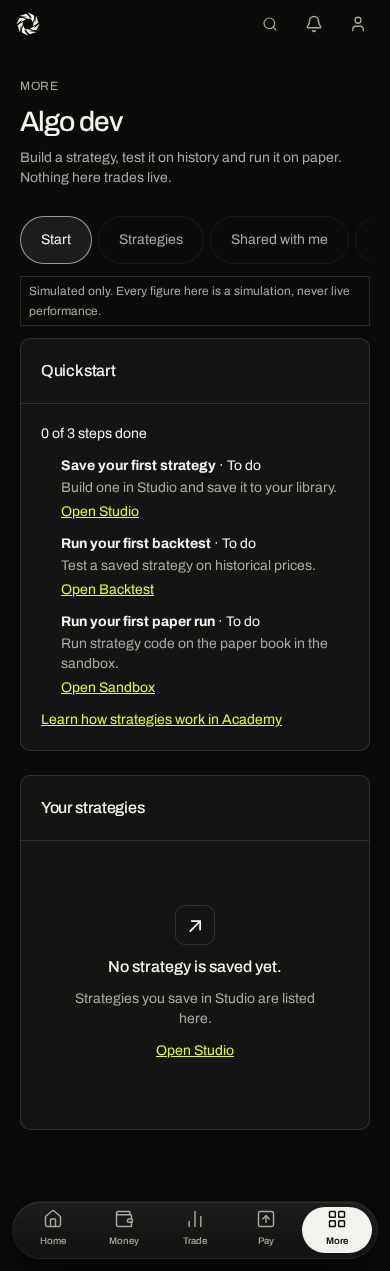 MORE
Algo dev
Build a strategy, test it on history and run it on paper.
Nothing here trades live.
Start
Strategies
Shared with me
Simulated only. Every figure here is a simulation, never live
performance.
Quickstart
0 of 3 steps done
Save your first strategy · To do
Build one in Studio and save it to your library.
Open Studio
Run your first backtest · To do
Test a saved strategy on historical prices.
Open Backtest
Run your first paper run · To do
Run strategy code on the paper book in the
sandbox.
Open Sandbox
Learn how strategies work in Academy
Your strategies
No strategy is saved yet.
Strategies you save in Studio are listed
here.
Open Studio
Home
Money
Trade
Pay
More